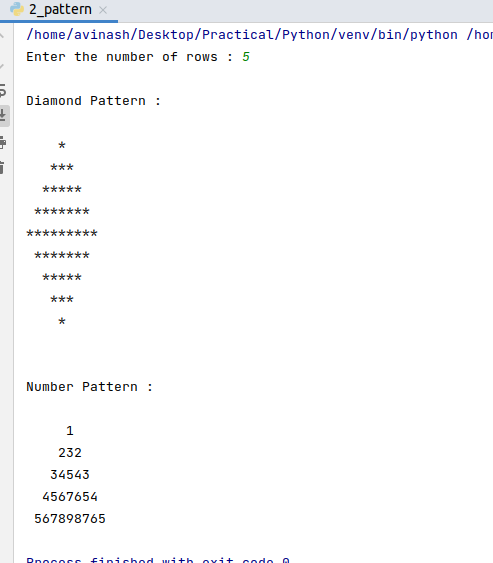 2_pattern
/home/avinash/Desktop/Practical/Python/venv/bin/python /hom
Enter the number of rows : 5
Diamond Pattern :
    *
   ***
  *****
 *******
*********
 *******
  *****
   ***
    *
Number Pattern :
     1
    232
   34543
  4567654
 567898765
Process finished with exit code 0